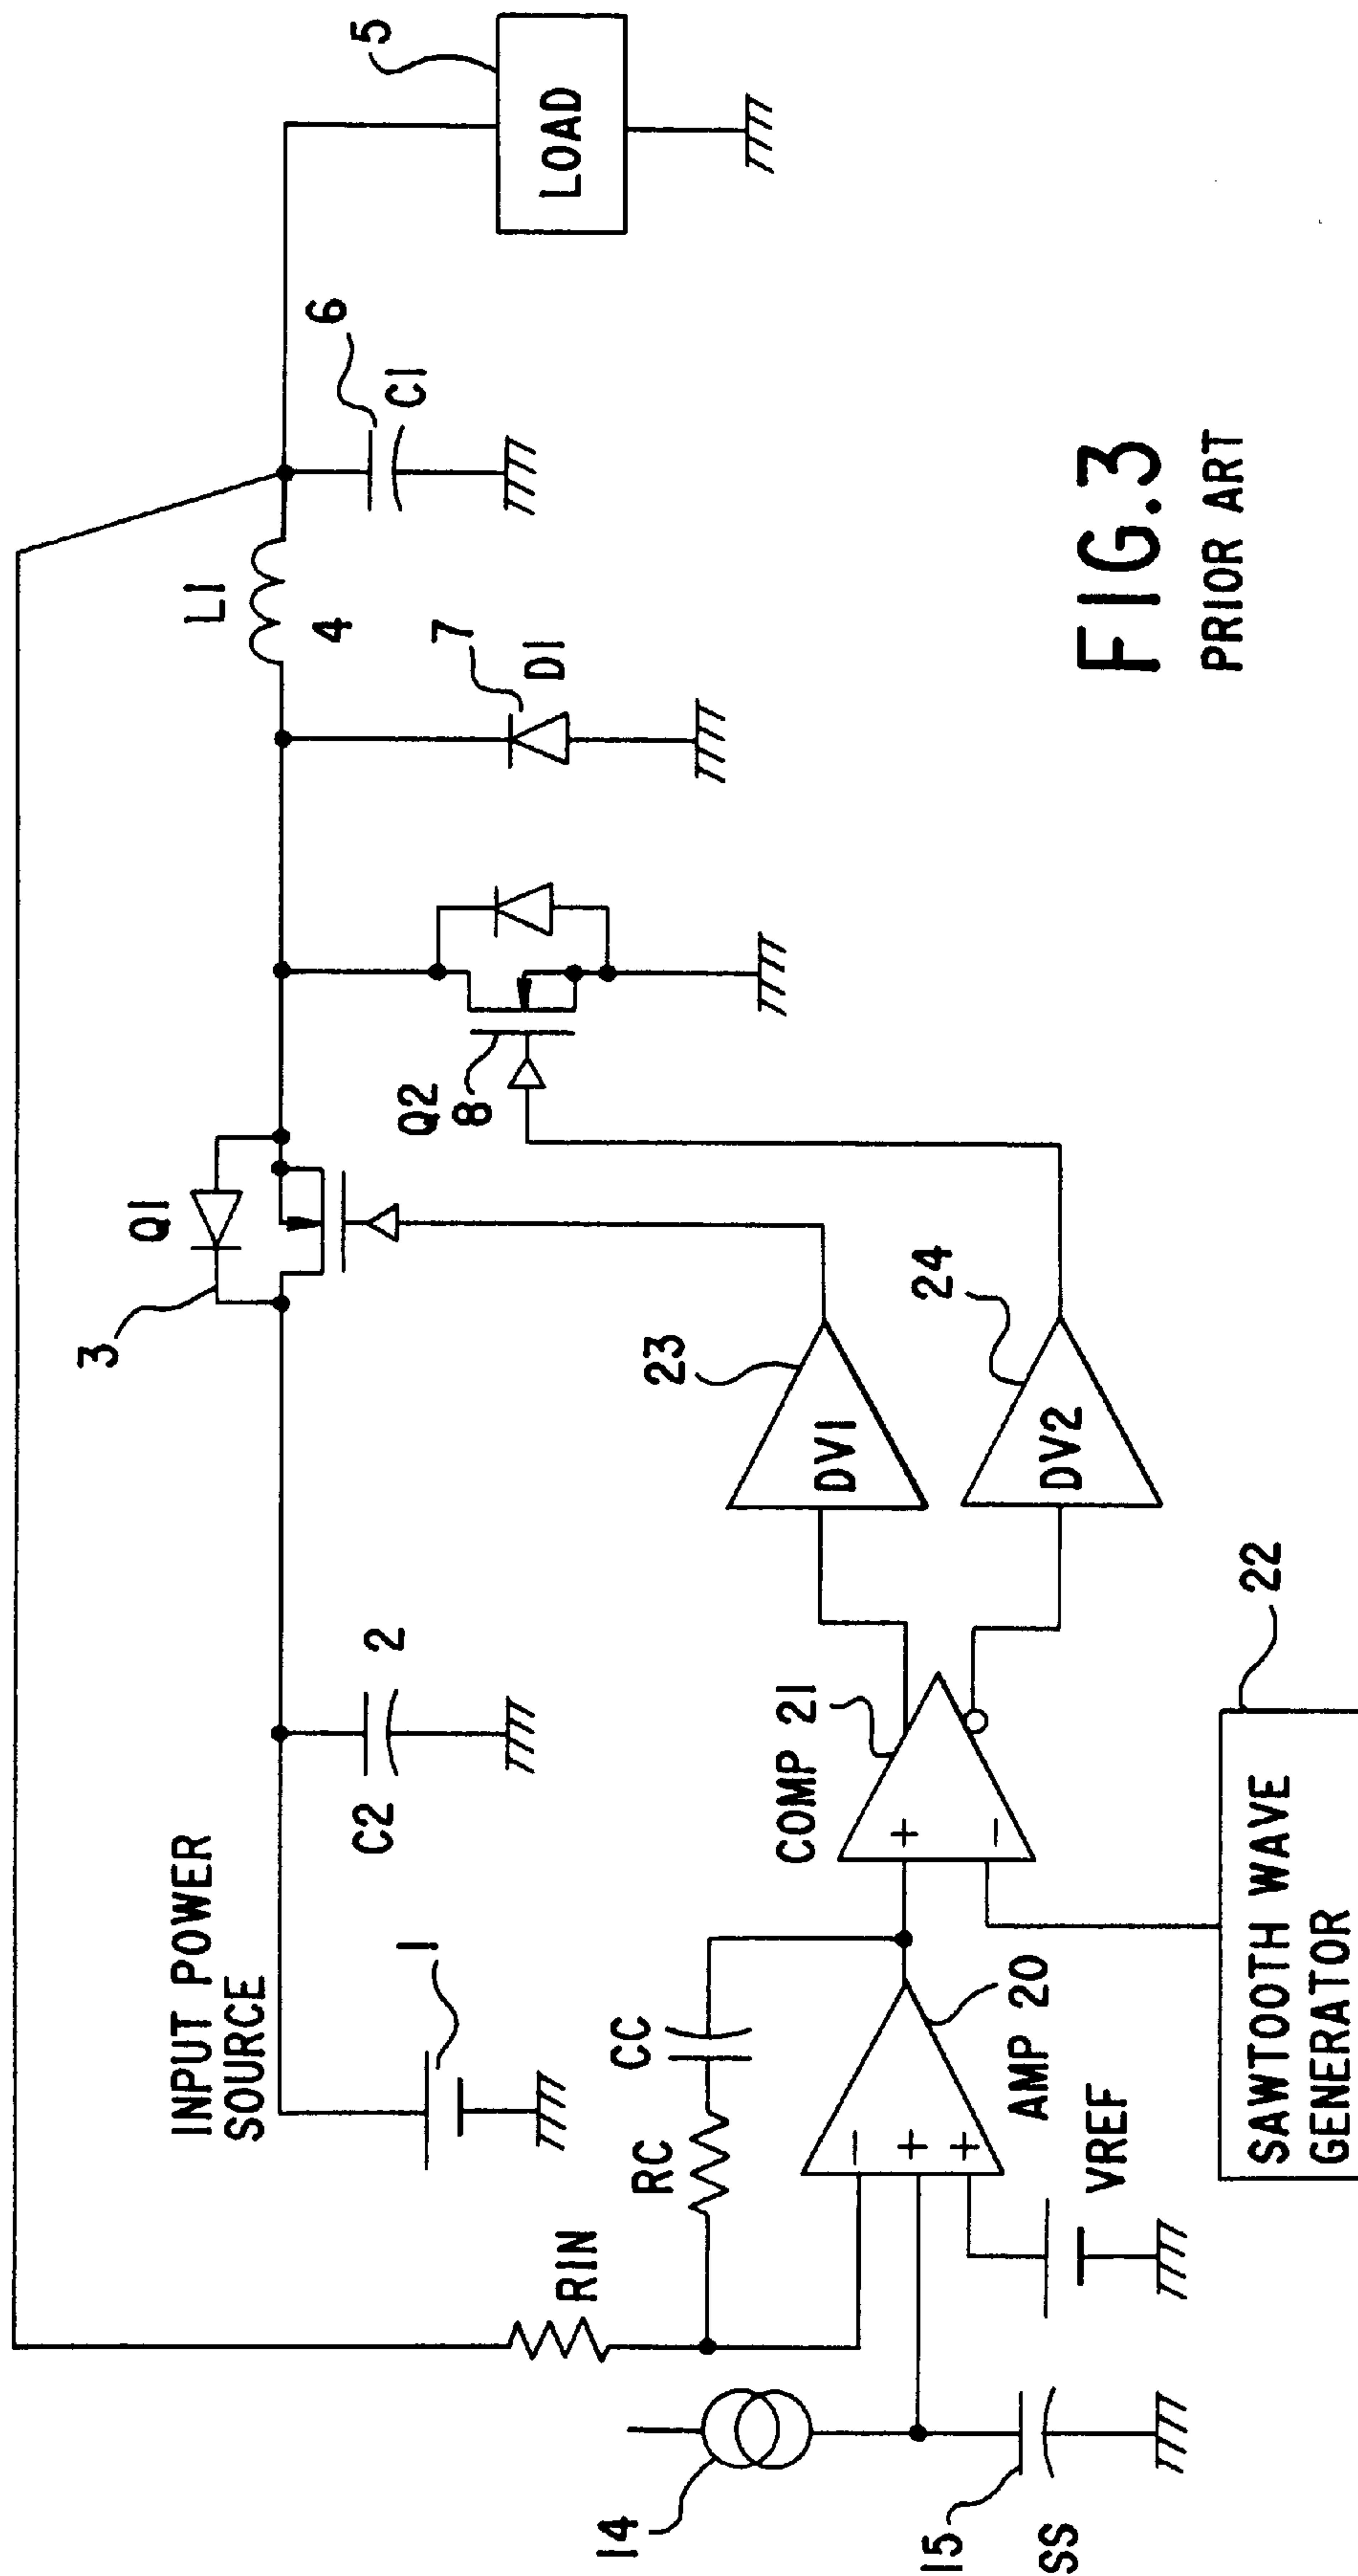 INPUT POWER
SOURCE
1
C2
2
3
Q1
Q2
8
L1
4
7
D1
6
C1
5
LOAD
14
15
SS
RIN
RC
CC
AMP 20
VREF
COMP 21
SAWTOOTH WAVE
GENERATOR
22
DV1
23
DV2
24
FIG.3
PRIOR ART